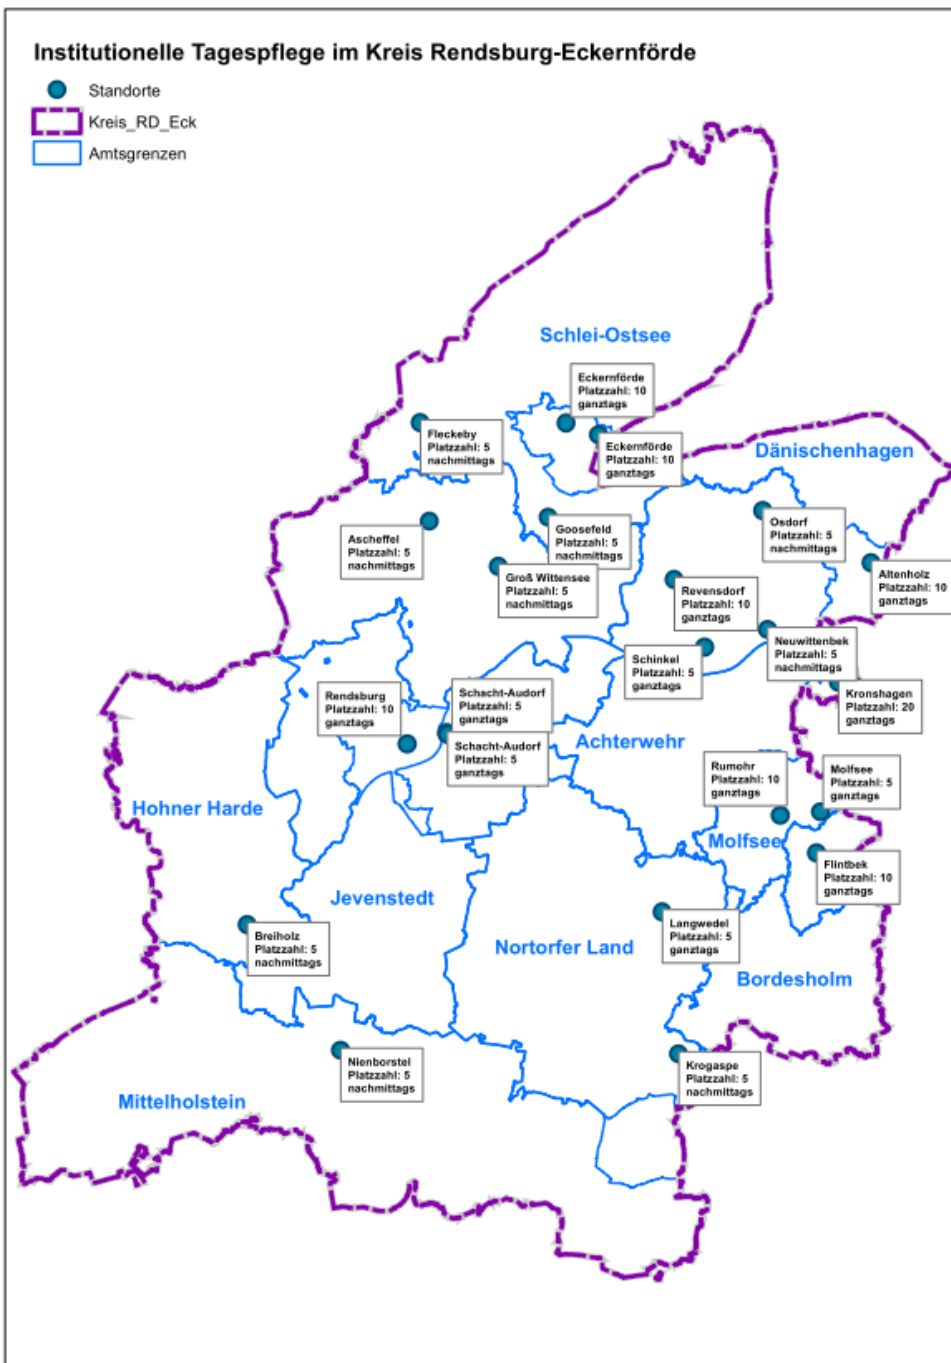 Institutionelle Tagespflege im Kreis Rendsburg-Eckernförde
Standorte
Kreis_RD_Eck
Amtsgrenzen
Schlei-Ostsee
Eckernförde
Platzzahl: 10
ganztags
Fleckeby
Platzzahl: 5
nachmittags
Eckernförde
Platzzahl: 10
ganztags
Dänischenhagen
Ascheffel
Platzzahl: 5
nachmittags
Goosefeld
Platzzahl: 5
nachmittags
Osdorf
Platzzahl: 5
nachmittags
Groß Wittensee
Platzzahl: 5
nachmittags
Revensdorf
Platzzahl: 10
ganztags
Altenholz
Platzzahl: 10
ganztags
Schinkel
Platzzahl: 5
ganztags
Neuwittenbek
Platzzahl: 5
nachmittags
Rendsburg
Platzzahl: 10
ganztags
Schacht-Audorf
Platzzahl: 5
ganztags
Kronshagen
Platzzahl: 20
ganztags
Schacht-Audorf
Platzzahl: 5
ganztags
Achterwehr
Rumohr
Platzzahl: 10
ganztags
Molfsee
Platzzahl: 5
ganztags
Hohner Harde
Molfsee
Flintbek
Platzzahl: 10
ganztags
Jevenstedt
Breiholz
Platzzahl: 5
nachmittags
Nortorfer Land
Langwedel
Platzzahl: 5
ganztags
Bordesholm
Nienborstel
Platzzahl: 5
nachmittags
Krogaspe
Platzzahl: 5
nachmittags
Mittelholstein